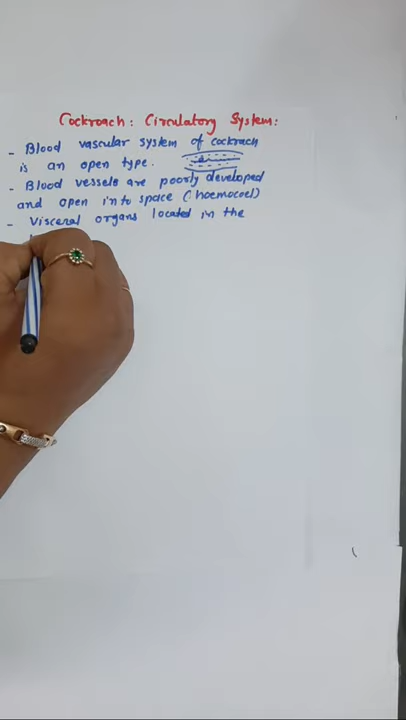 Cockroach: Circulatory System:
- Blood vascular system of cockroach
is an open type.
- Blood vessels are poorly developed
and open into space (haemocoel)
- Visceral organs located in the